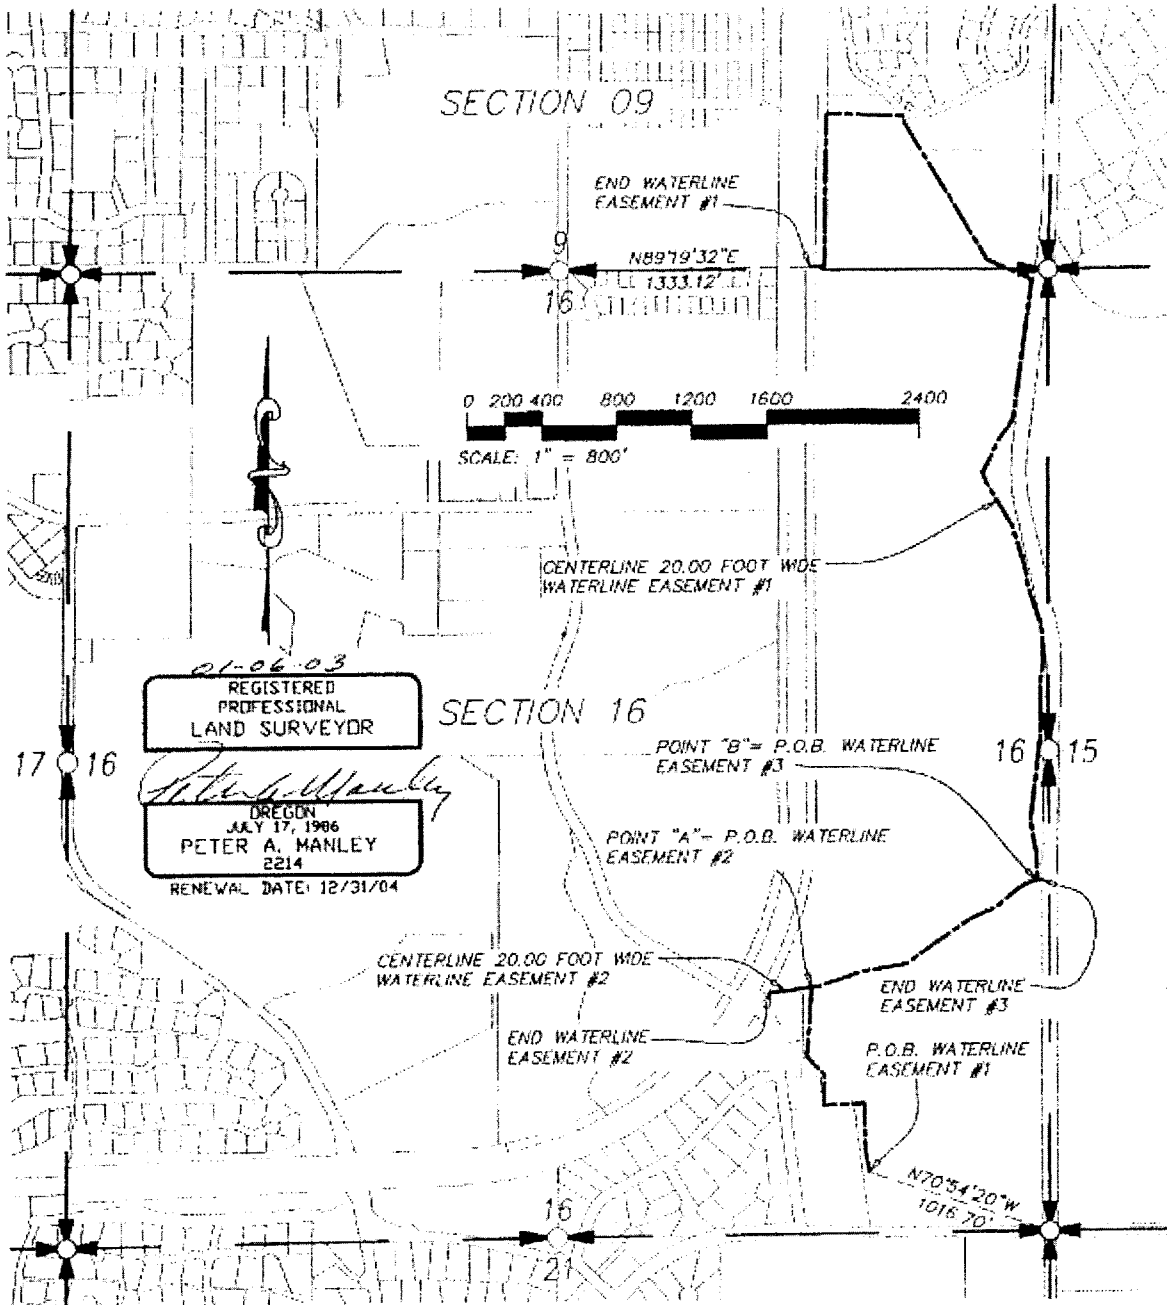 SECTION 09
END WATERLINE
EASEMENT #1
9
N89°19'32"E
1333.12'
16
0 200 400 800 1200 1600 2400
SCALE: 1" = 800'
CENTERLINE 20.00 FOOT WIDE
WATERLINE EASEMENT #1
01-06-03
REGISTERED
PROFESSIONAL
LAND SURVEYOR
SECTION 16
17 16
Peter A. Manley
OREGON
JULY 17, 1986
PETER A. MANLEY
2214
RENEWAL DATE: 12/31/04
POINT "B"= P.O.B. WATERLINE
EASEMENT #3
16 15
POINT "A"= P.O.B. WATERLINE
EASEMENT #2
CENTERLINE 20.00 FOOT WIDE
WATERLINE EASEMENT #2
END WATERLINE
EASEMENT #3
END WATERLINE
EASEMENT #2
P.O.B. WATERLINE
EASEMENT #1
N70°54'20"W
1016.70'
16
21